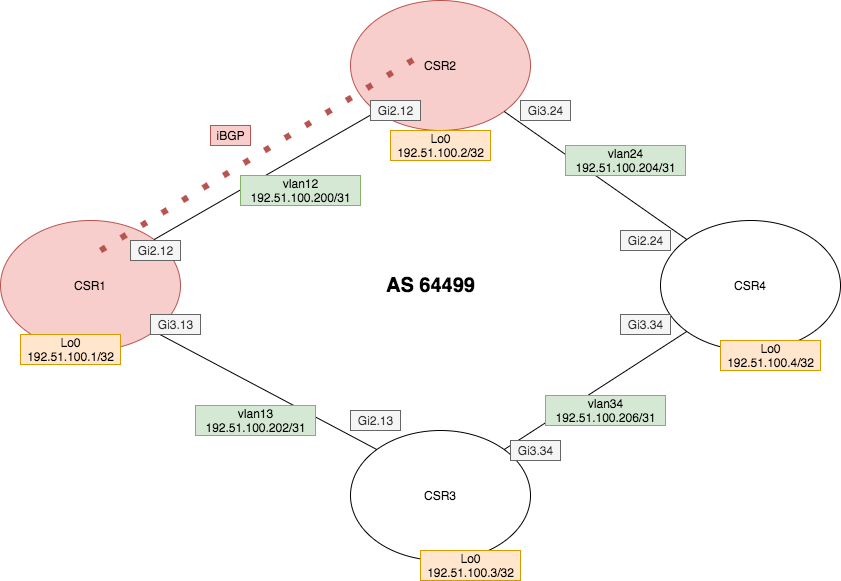 CSR2
Gi2.12
Gi3.24
Lo0
192.51.100.2/32
iBGP
vlan24
192.51.100.204/31
vlan12
192.51.100.200/31
Gi2.12
Gi2.24
CSR1
AS 64499
CSR4
Gi3.13
Gi3.34
Lo0
192.51.100.1/32
Lo0
192.51.100.4/32
vlan13
192.51.100.202/31
Gi2.13
vlan34
192.51.100.206/31
Gi3.34
CSR3
Lo0
192.51.100.3/32